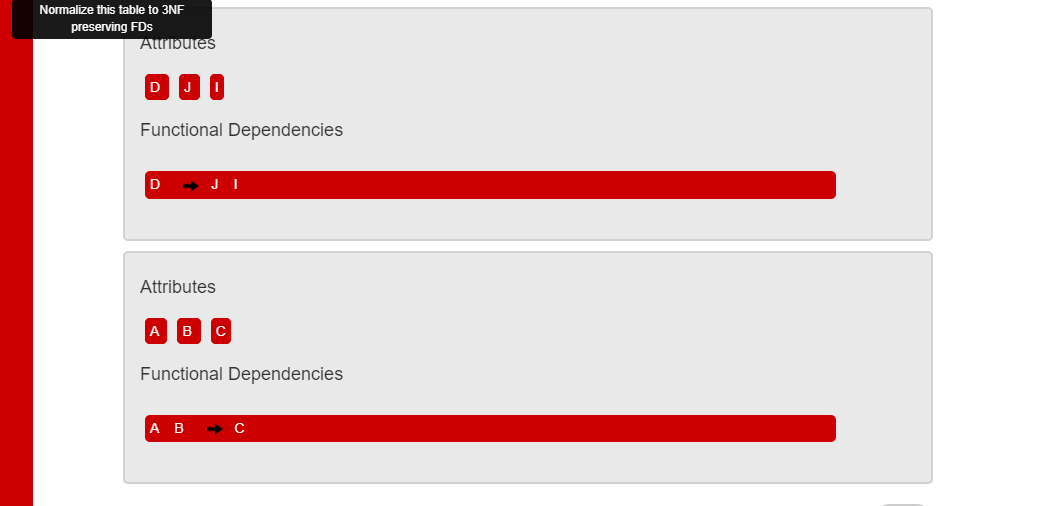 Normalize this table to 3NF
preserving FDs
Attributes
D J I
Functional Dependencies
D J I
Attributes
A B C
Functional Dependencies
A B C